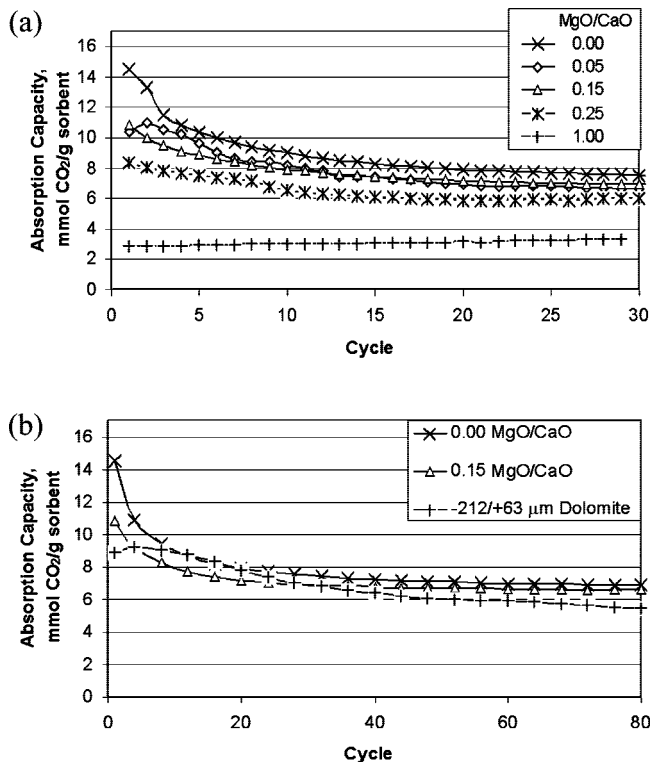 (a)
Absorption Capacity,
mmol CO₂/g sorbent
16
14
12
10
8
6
4
2
0
0 5 10 15 20 25 30
Cycle
MgO/CaO
0.00
0.05
0.15
0.25
1.00
(b)
Absorption Capacity,
mmol CO₂/g sorbent
16
14
12
10
8
6
4
2
0
0 20 40 60 80
Cycle
0.00 MgO/CaO
0.15 MgO/CaO
-212/+63 μm Dolomite